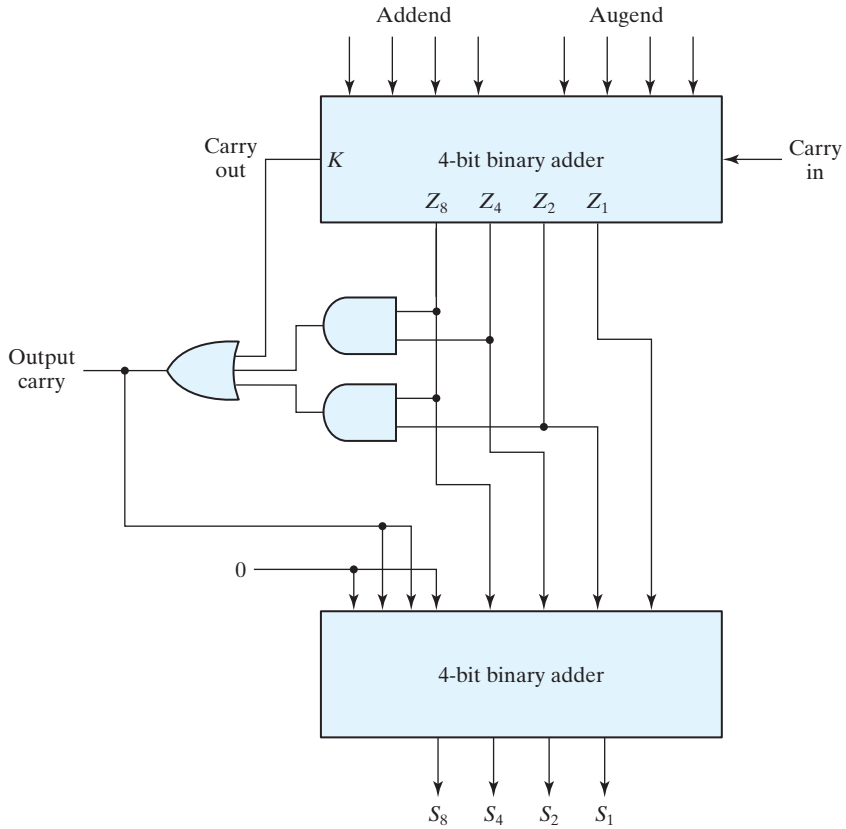 Addend Augend
Carry
out
K
4-bit binary adder
Carry
in
Z₈ Z₄ Z₂ Z₁
Output
carry
0
4-bit binary adder
S₈ S₄ S₂ S₁